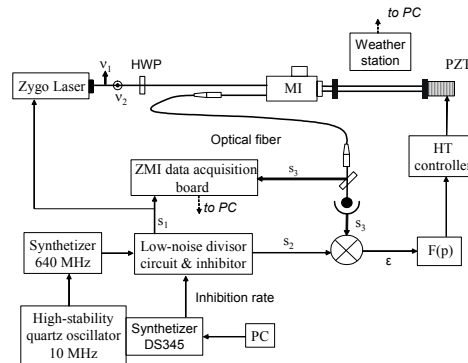 to PC
Weather
station
PZT
ν1
Zygo Laser
ν2
HWP
MI
Optical fiber
HT
controller
ZMI data acquisition
board
s3
to PC
s1
s3
Synthetizer
640 MHz
Low-noise divisor
circuit & inhibitor
s2
ε
F(p)
Inhibition rate
High-stability
quartz oscillator
10 MHz
Synthetizer
DS345
PC